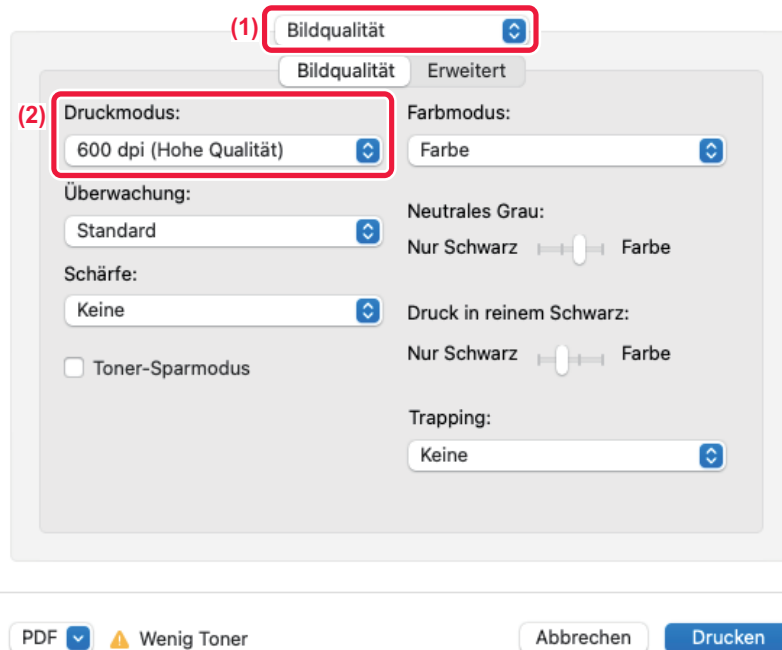 (1) Bildqualität
Bildqualität Erweitert
(2) Druckmodus:
600 dpi (Hohe Qualität)
Überwachung:
Standard
Schärfe:
Keine
Toner-Sparmodus
Farbmodus:
Farbe
Neutrales Grau:
Nur Schwarz Farbe
Druck in reinem Schwarz:
Nur Schwarz Farbe
Trapping:
Keine
PDF Wenig Toner Abbrechen Drucken